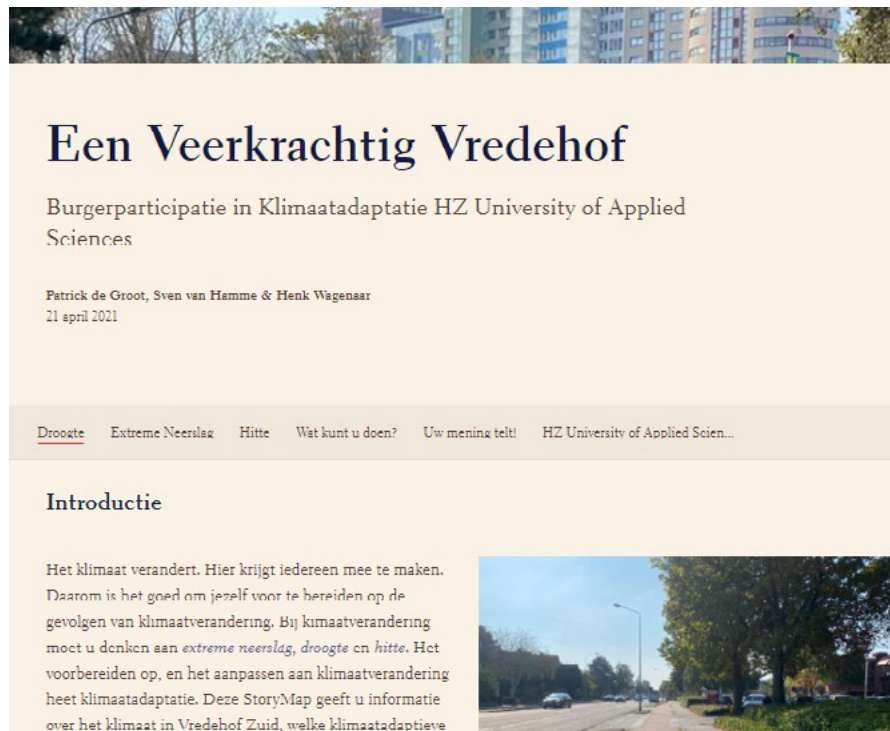 Een Veerkrachtig Vredehof
Burgerparticipatie in Klimaatadaptatie HZ University of Applied
Sciences
Patrick de Groot, Sven van Hamme & Henk Wagenaar
21 april 2021
Droogte Extreme Neerslag Hitte Wat kunt u doen? Uw mening telt! HZ University of Applied Scien...
Introductie
Het klimaat verandert. Hier krijgt iedereen mee te maken.
Daarom is het goed om jezelf voor te bereiden op de
gevolgen van klimaatverandering. Bij kimaatverandering
moet u denken aan extreme neerslag, droogte en hitte. Het
voorbereiden op, en het aanpassen aan klimaatverandering
heet klimaatadaptatie. Deze StoryMap geeft u informatie
over het klimaat in Vredehof Zuid, welke klimaatadaptieve